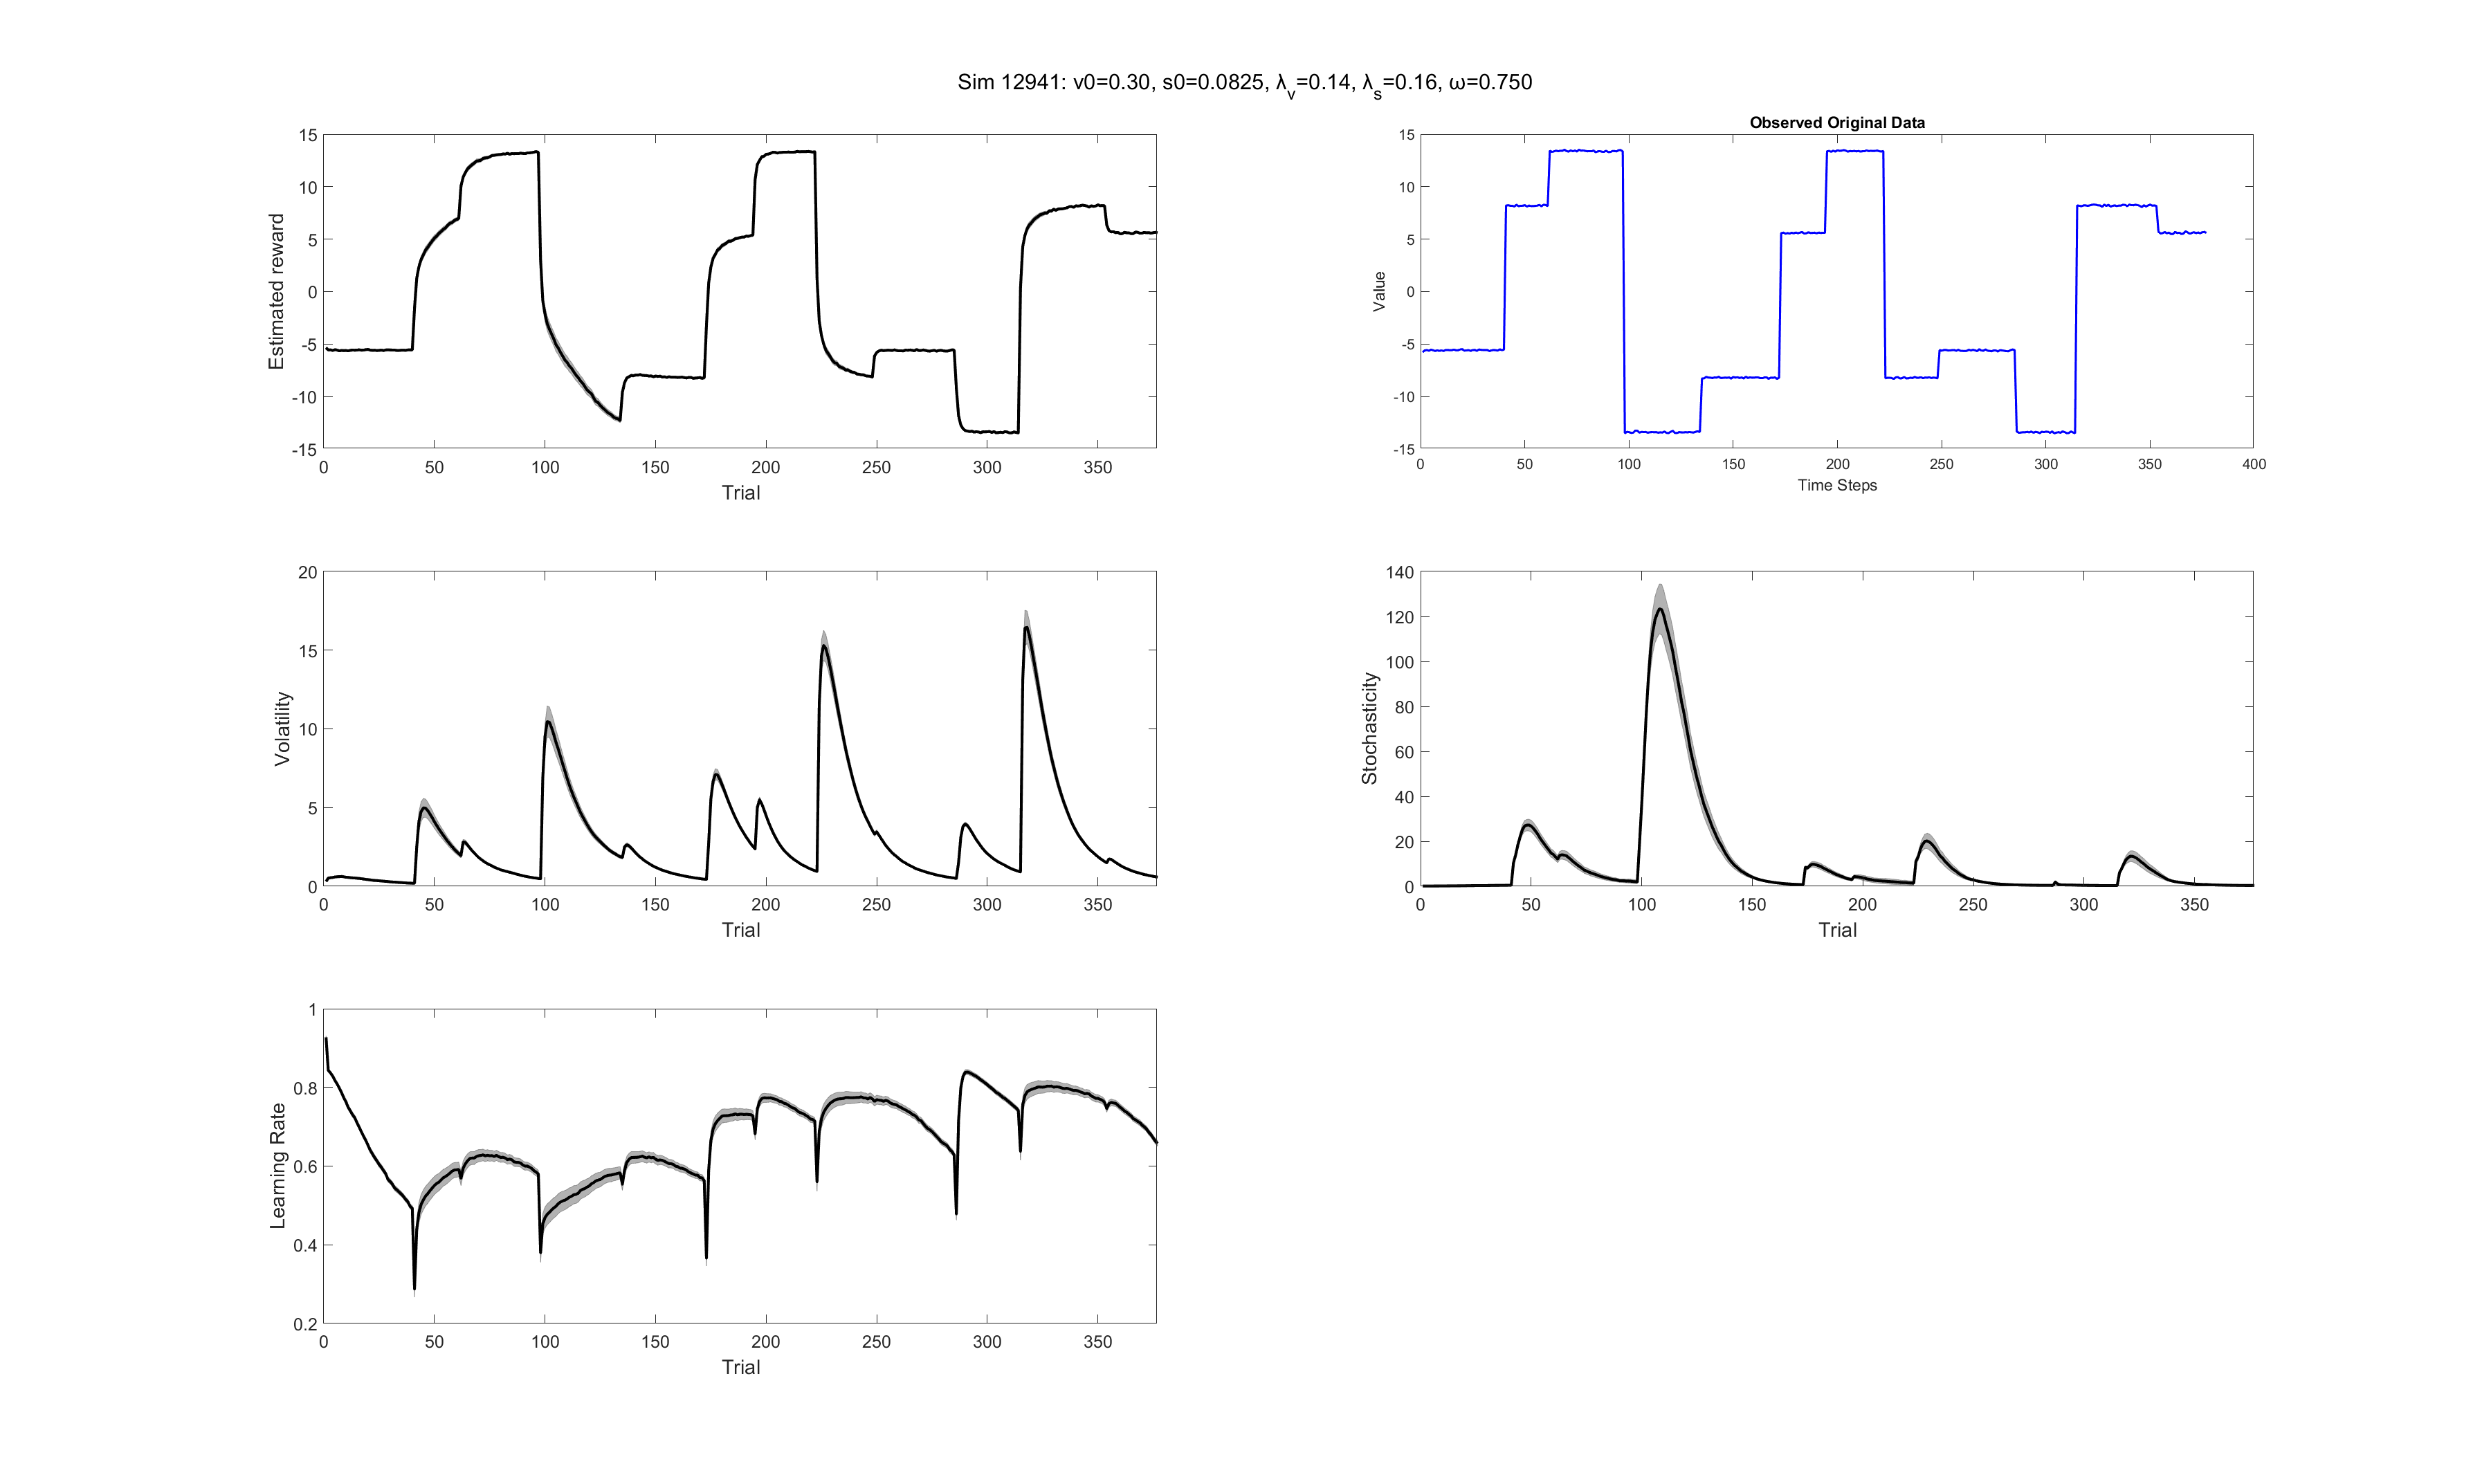 Sim 12941: v0=0.30, s0=0.0825, λv=0.14, λs=0.16, ω=0.750
15
10
5
0
-5
-10
-15
Estimated reward
0 50 100 150 200 250 300 350
Trial
Observed Original Data
15
10
5
0
-5
-10
-15
Value
0 50 100 150 200 250 300 350 400
Time Steps
20
15
10
5
0
Volatility
0 50 100 150 200 250 300 350
Trial
140
120
100
80
60
40
20
0
Stochasticity
0 50 100 150 200 250 300 350
Trial
1
0.8
0.6
0.4
0.2
Learning Rate
0 50 100 150 200 250 300 350
Trial